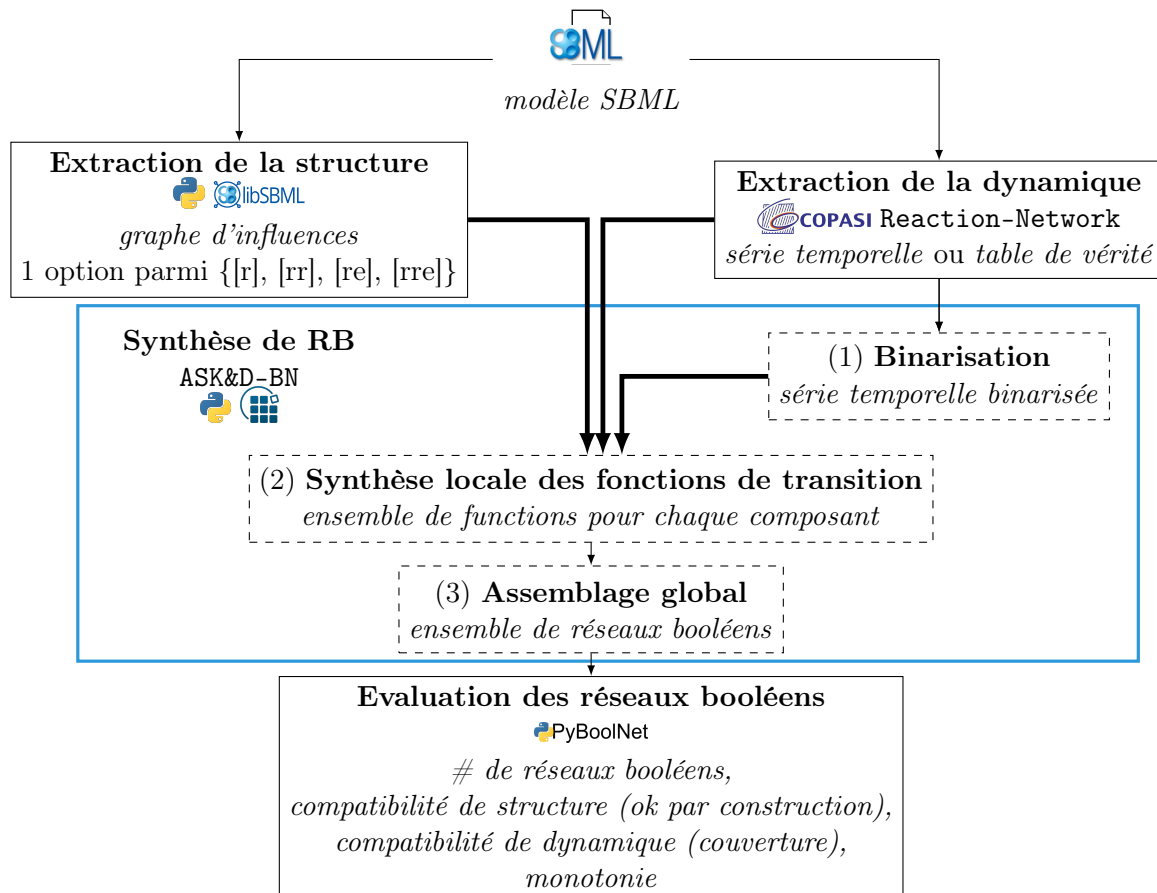 SBML
modèle SBML
Extraction de la structure
libSBML
graphe d'influences
1 option parmi {[r], [rr], [re], [rre]}
Extraction de la dynamique
COPASI Reaction-Network
série temporelle ou table de vérité
Synthèse de RB
ASK&D-BN
(1) Binarisation
série temporelle binarisée
(2) Synthèse locale des fonctions de transition
ensemble de functions pour chaque composant
(3) Assemblage global
ensemble de réseaux booléens
Evaluation des réseaux booléens
PyBoolNet
# de réseaux booléens,
compatibilité de structure (ok par construction),
compatibilité de dynamique (couverture),
monotonie